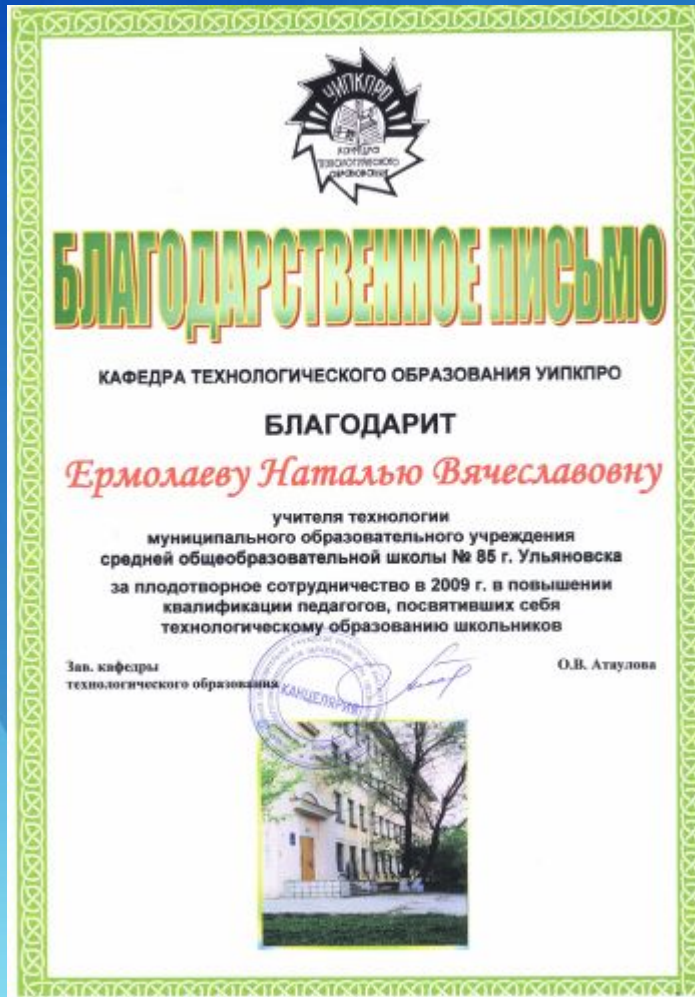 УИПКПРО
КАФЕДРА
ТЕХНОЛОГИЧЕСКОГО
ОБРАЗОВАНИЯ
БЛАГОДАРСТВЕННОЕ ПИСЬМО
КАФЕДРА ТЕХНОЛОГИЧЕСКОГО ОБРАЗОВАНИЯ УИПКПРО
БЛАГОДАРИТ
Ермолаеву Наталью Вячеславовну
учителя технологии
муниципального образовательного учреждения
средней общеобразовательной школы № 85 г. Ульяновска
за плодотворное сотрудничество в 2009 г. в повышении
квалификации педагогов, посвятивших себя
технологическому образованию школьников
Зав. кафедры
технологического образования
О.В. Атаулова
КАНЦЕЛЯРИЯ